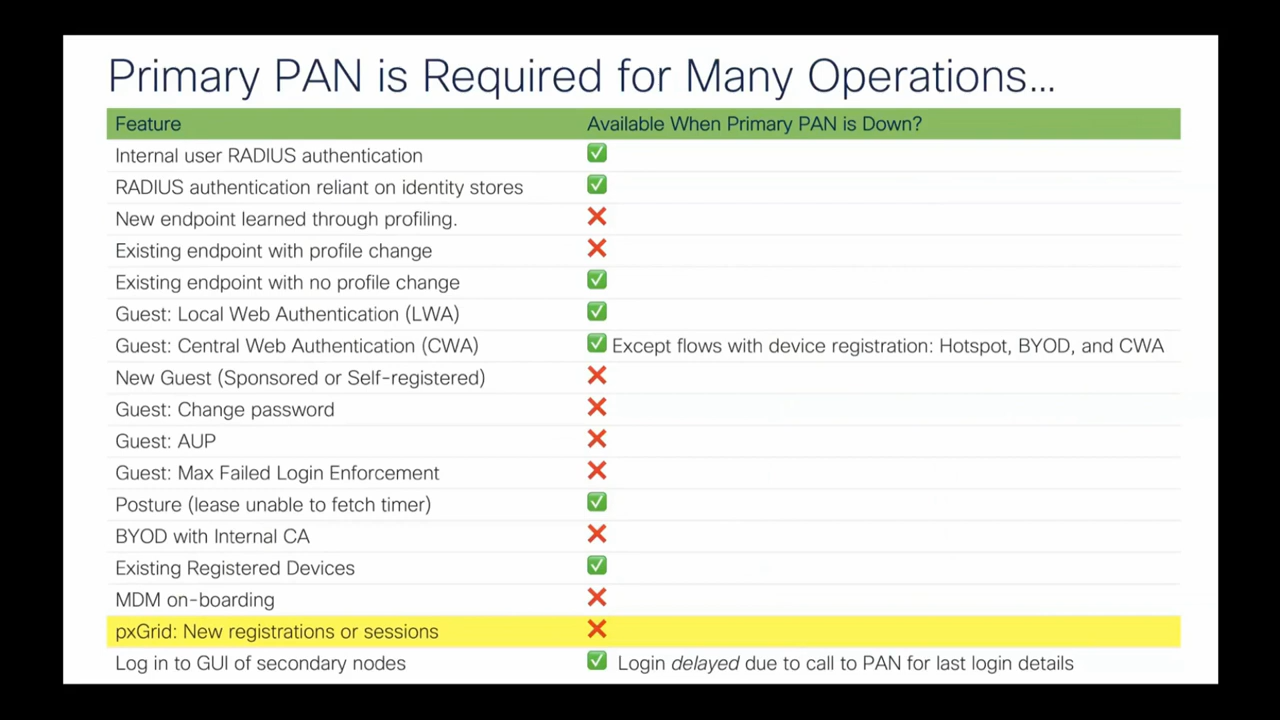 Primary PAN is Required for Many Operations...
Feature Available When Primary PAN is Down?
Internal user RADIUS authentication ✅
RADIUS authentication reliant on identity stores ✅
New endpoint learned through profiling. ❌
Existing endpoint with profile change ❌
Existing endpoint with no profile change ✅
Guest: Local Web Authentication (LWA) ✅
Guest: Central Web Authentication (CWA) ✅ Except flows with device registration: Hotspot, BYOD, and CWA
New Guest (Sponsored or Self-registered) ❌
Guest: Change password ❌
Guest: AUP ❌
Guest: Max Failed Login Enforcement ❌
Posture (lease unable to fetch timer) ✅
BYOD with Internal CA ❌
Existing Registered Devices ✅
MDM on-boarding ❌
pxGrid: New registrations or sessions ❌
Log in to GUI of secondary nodes ✅ Login delayed due to call to PAN for last login details